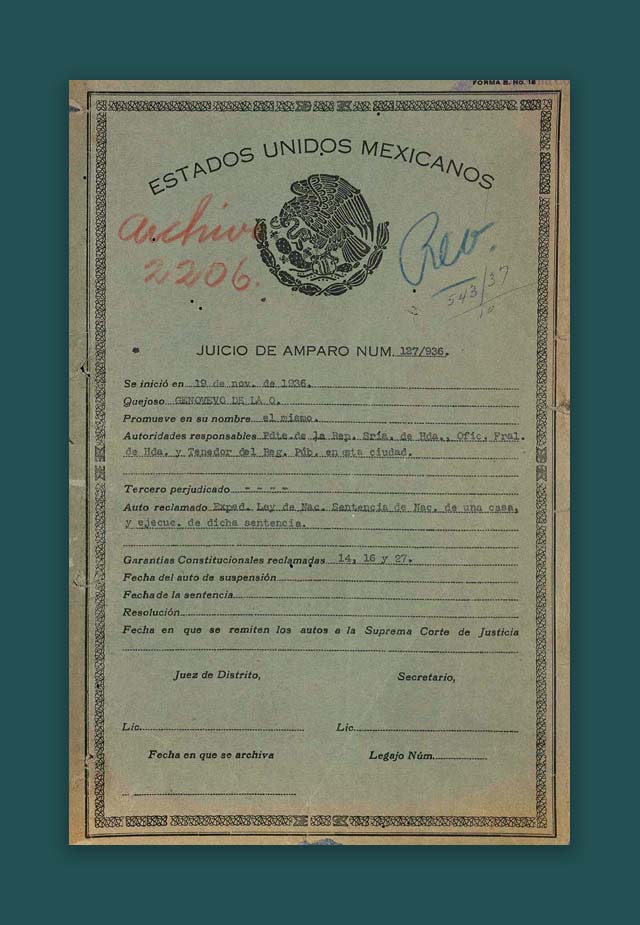 FORMA B. No. 18
ESTADOS UNIDOS MEXICANOS
archivo
2206.
Rev.
543/37
10
JUICIO DE AMPARO NUM. 127/936.
Se inició en 19 de nov. de 1936.
Quejoso GENOVEVO DE LA O.
Promueve en su nombre el mismo.
Autoridades responsables Pdte. de la Rep. Sría. de Hda., Ofic. Fral.
de Hda. y Tenedor del Reg. Púb. en esta ciudad.
Tercero perjudicado - - - -
Auto reclamado Exped. Ley de Nac. Sentencia de Nac. de una casa,
y ejecuc. de dicha sentencia.
Garantías Constitucionales reclamadas 14, 16 y 27.
Fecha del auto de suspensión
Fecha de la sentencia
Resolución
Fecha en que se remiten los autos a la Suprema Corte de Justicia
Juez de Distrito, Secretario,
Lic. Lic.
Fecha en que se archiva Legajo Núm.